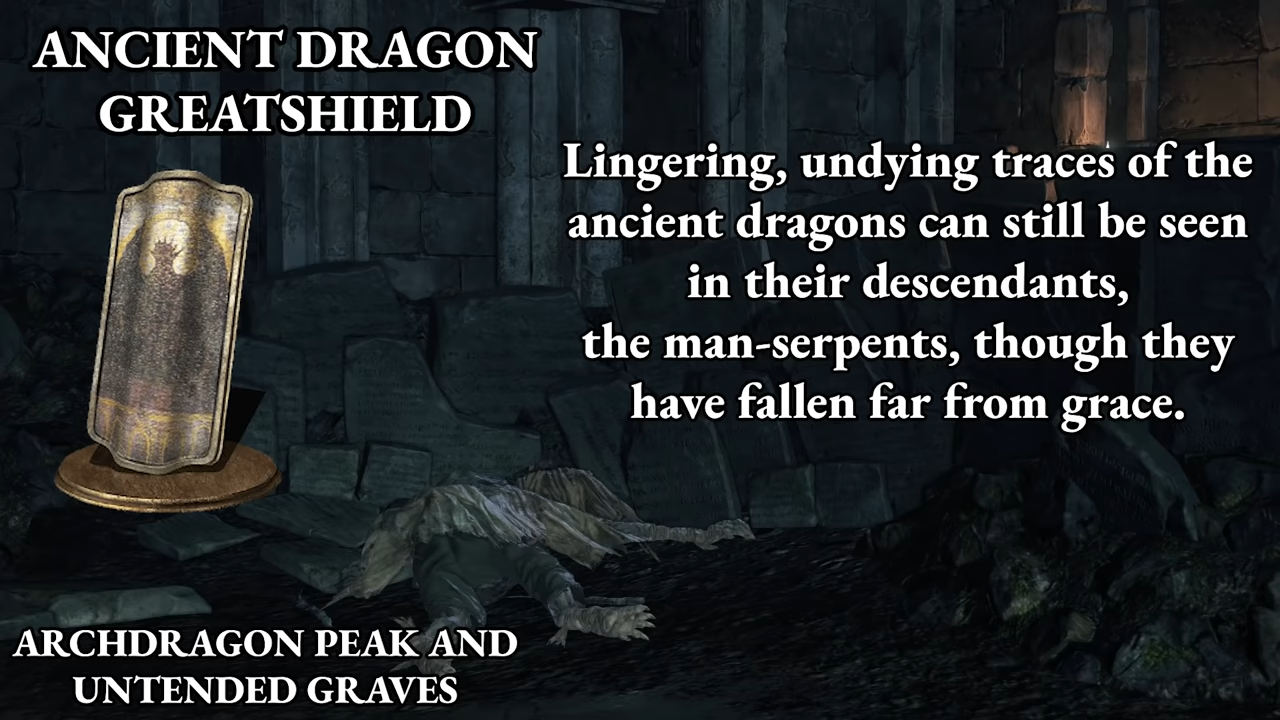 ANCIENT DRAGON
GREATSHIELD
Lingering, undying traces of the
ancient dragons can still be seen
in their descendants,
the man-serpents, though they
have fallen far from grace.
ARCHDRAGON PEAK AND
UNTENDED GRAVES